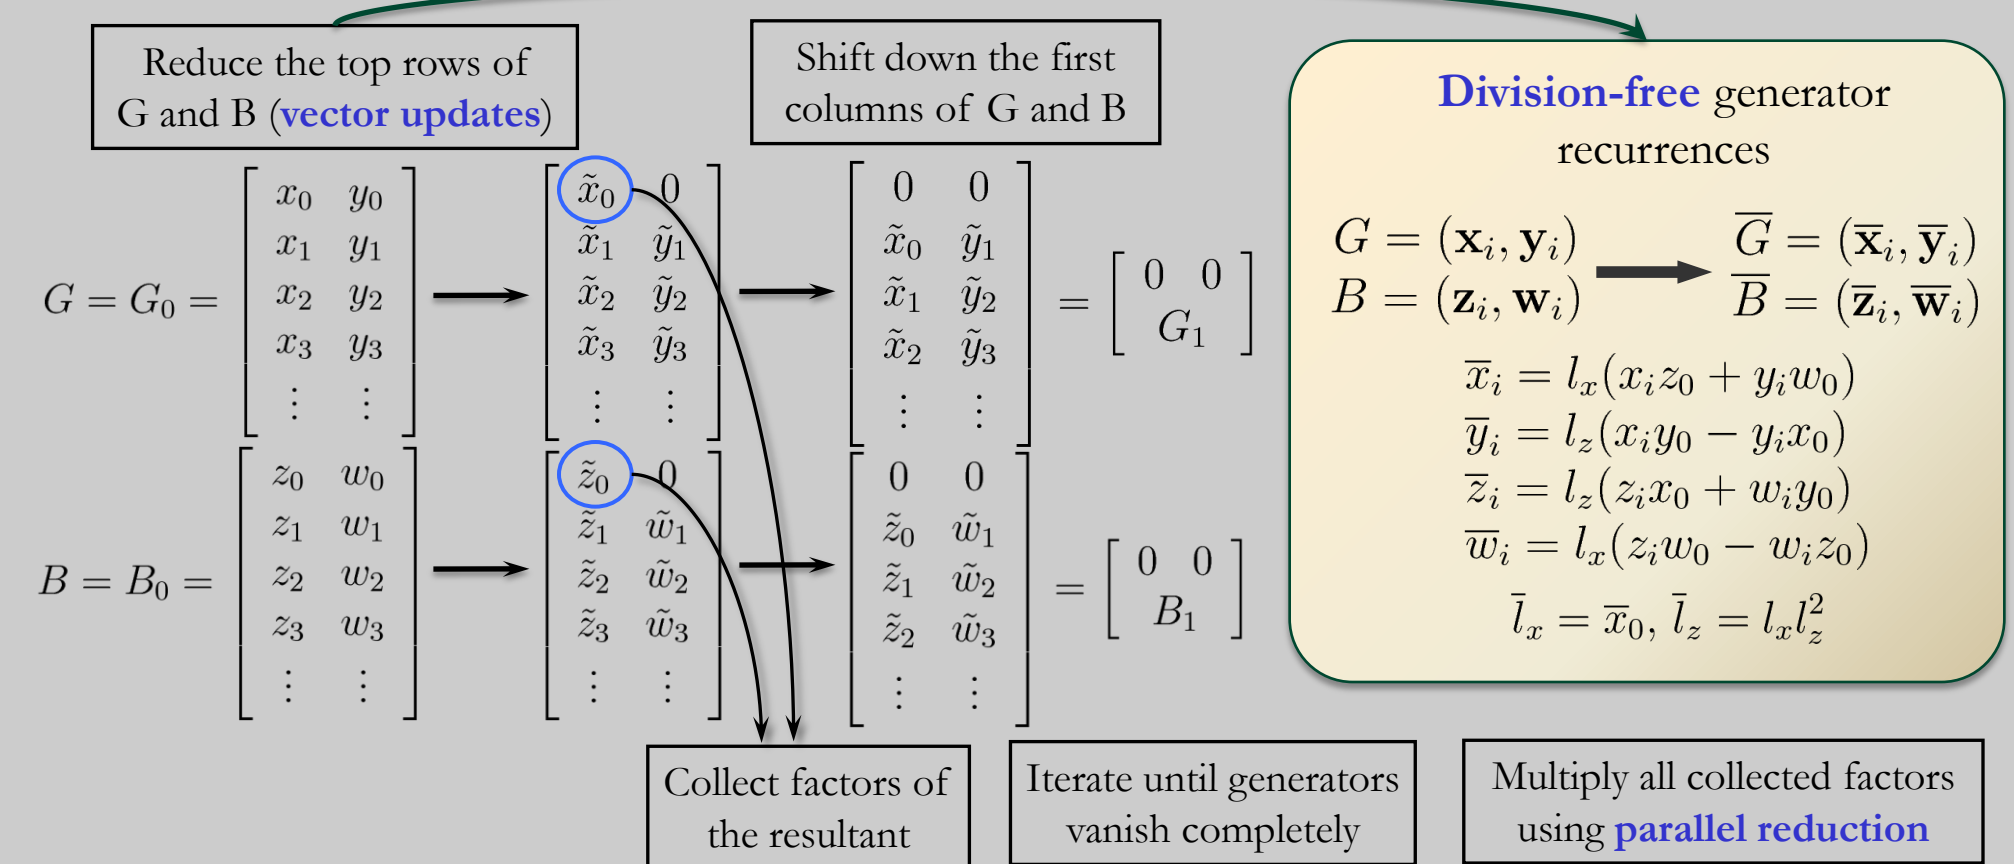 Reduce the top rows of
G and B (vector updates)
Shift down the first
columns of G and B
G = G₀ =
x₀ y₀
x₁ y₁
x₂ y₂
x₃ y₃
⋮ ⋮
x̃₀ 0
x̃₁ ỹ₁
x̃₂ ỹ₂
x̃₃ ỹ₃
⋮ ⋮
0 0
x̃₀ ỹ₁
x̃₁ ỹ₂
x̃₂ ỹ₃
⋮ ⋮
=
0 0
G₁
B = B₀ =
z₀ w₀
z₁ w₁
z₂ w₂
z₃ w₃
⋮ ⋮
z̃₀ 0
z̃₁ w̃₁
z̃₂ w̃₂
z̃₃ w̃₃
⋮ ⋮
0 0
z̃₀ w̃₁
z̃₁ w̃₂
z̃₂ w̃₃
⋮ ⋮
=
0 0
B₁
Division-free generator
recurrences
G = (𝐱ᵢ, 𝐲ᵢ) G̅ = (𝐱̅ᵢ, 𝐲̅ᵢ)
B = (𝐳ᵢ, 𝐰ᵢ) B̅ = (𝐳̅ᵢ, 𝐰̅ᵢ)
x̅ᵢ = lₓ(xᵢz₀ + yᵢw₀)
y̅ᵢ = l_z(xᵢy₀ − yᵢx₀)
z̅ᵢ = l_z(zᵢx₀ + wᵢy₀)
w̅ᵢ = lₓ(zᵢw₀ − wᵢz₀)
l̅ₓ = x̅₀, l̅_z = lₓl_z²
Collect factors of
the resultant
Iterate until generators
vanish completely
Multiply all collected factors
using parallel reduction